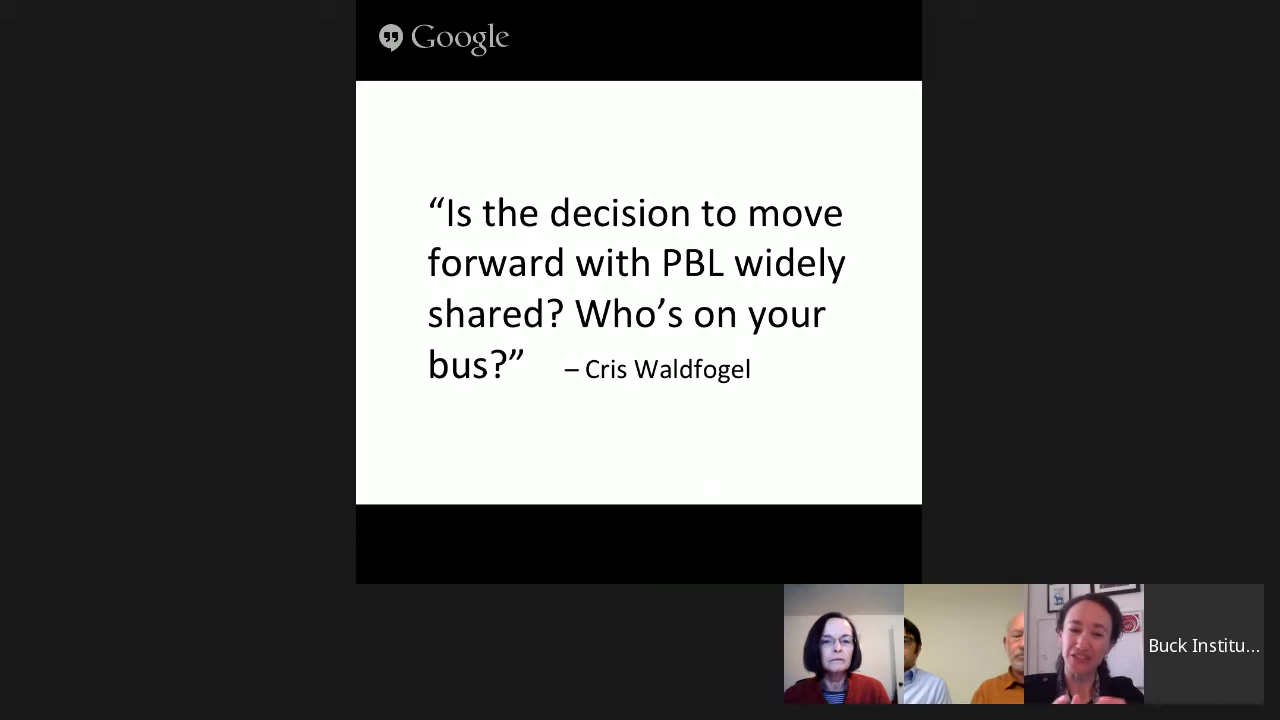 Google
“Is the decision to move
forward with PBL widely
shared? Who’s on your
bus?” – Cris Waldfogel
Buck Institu...